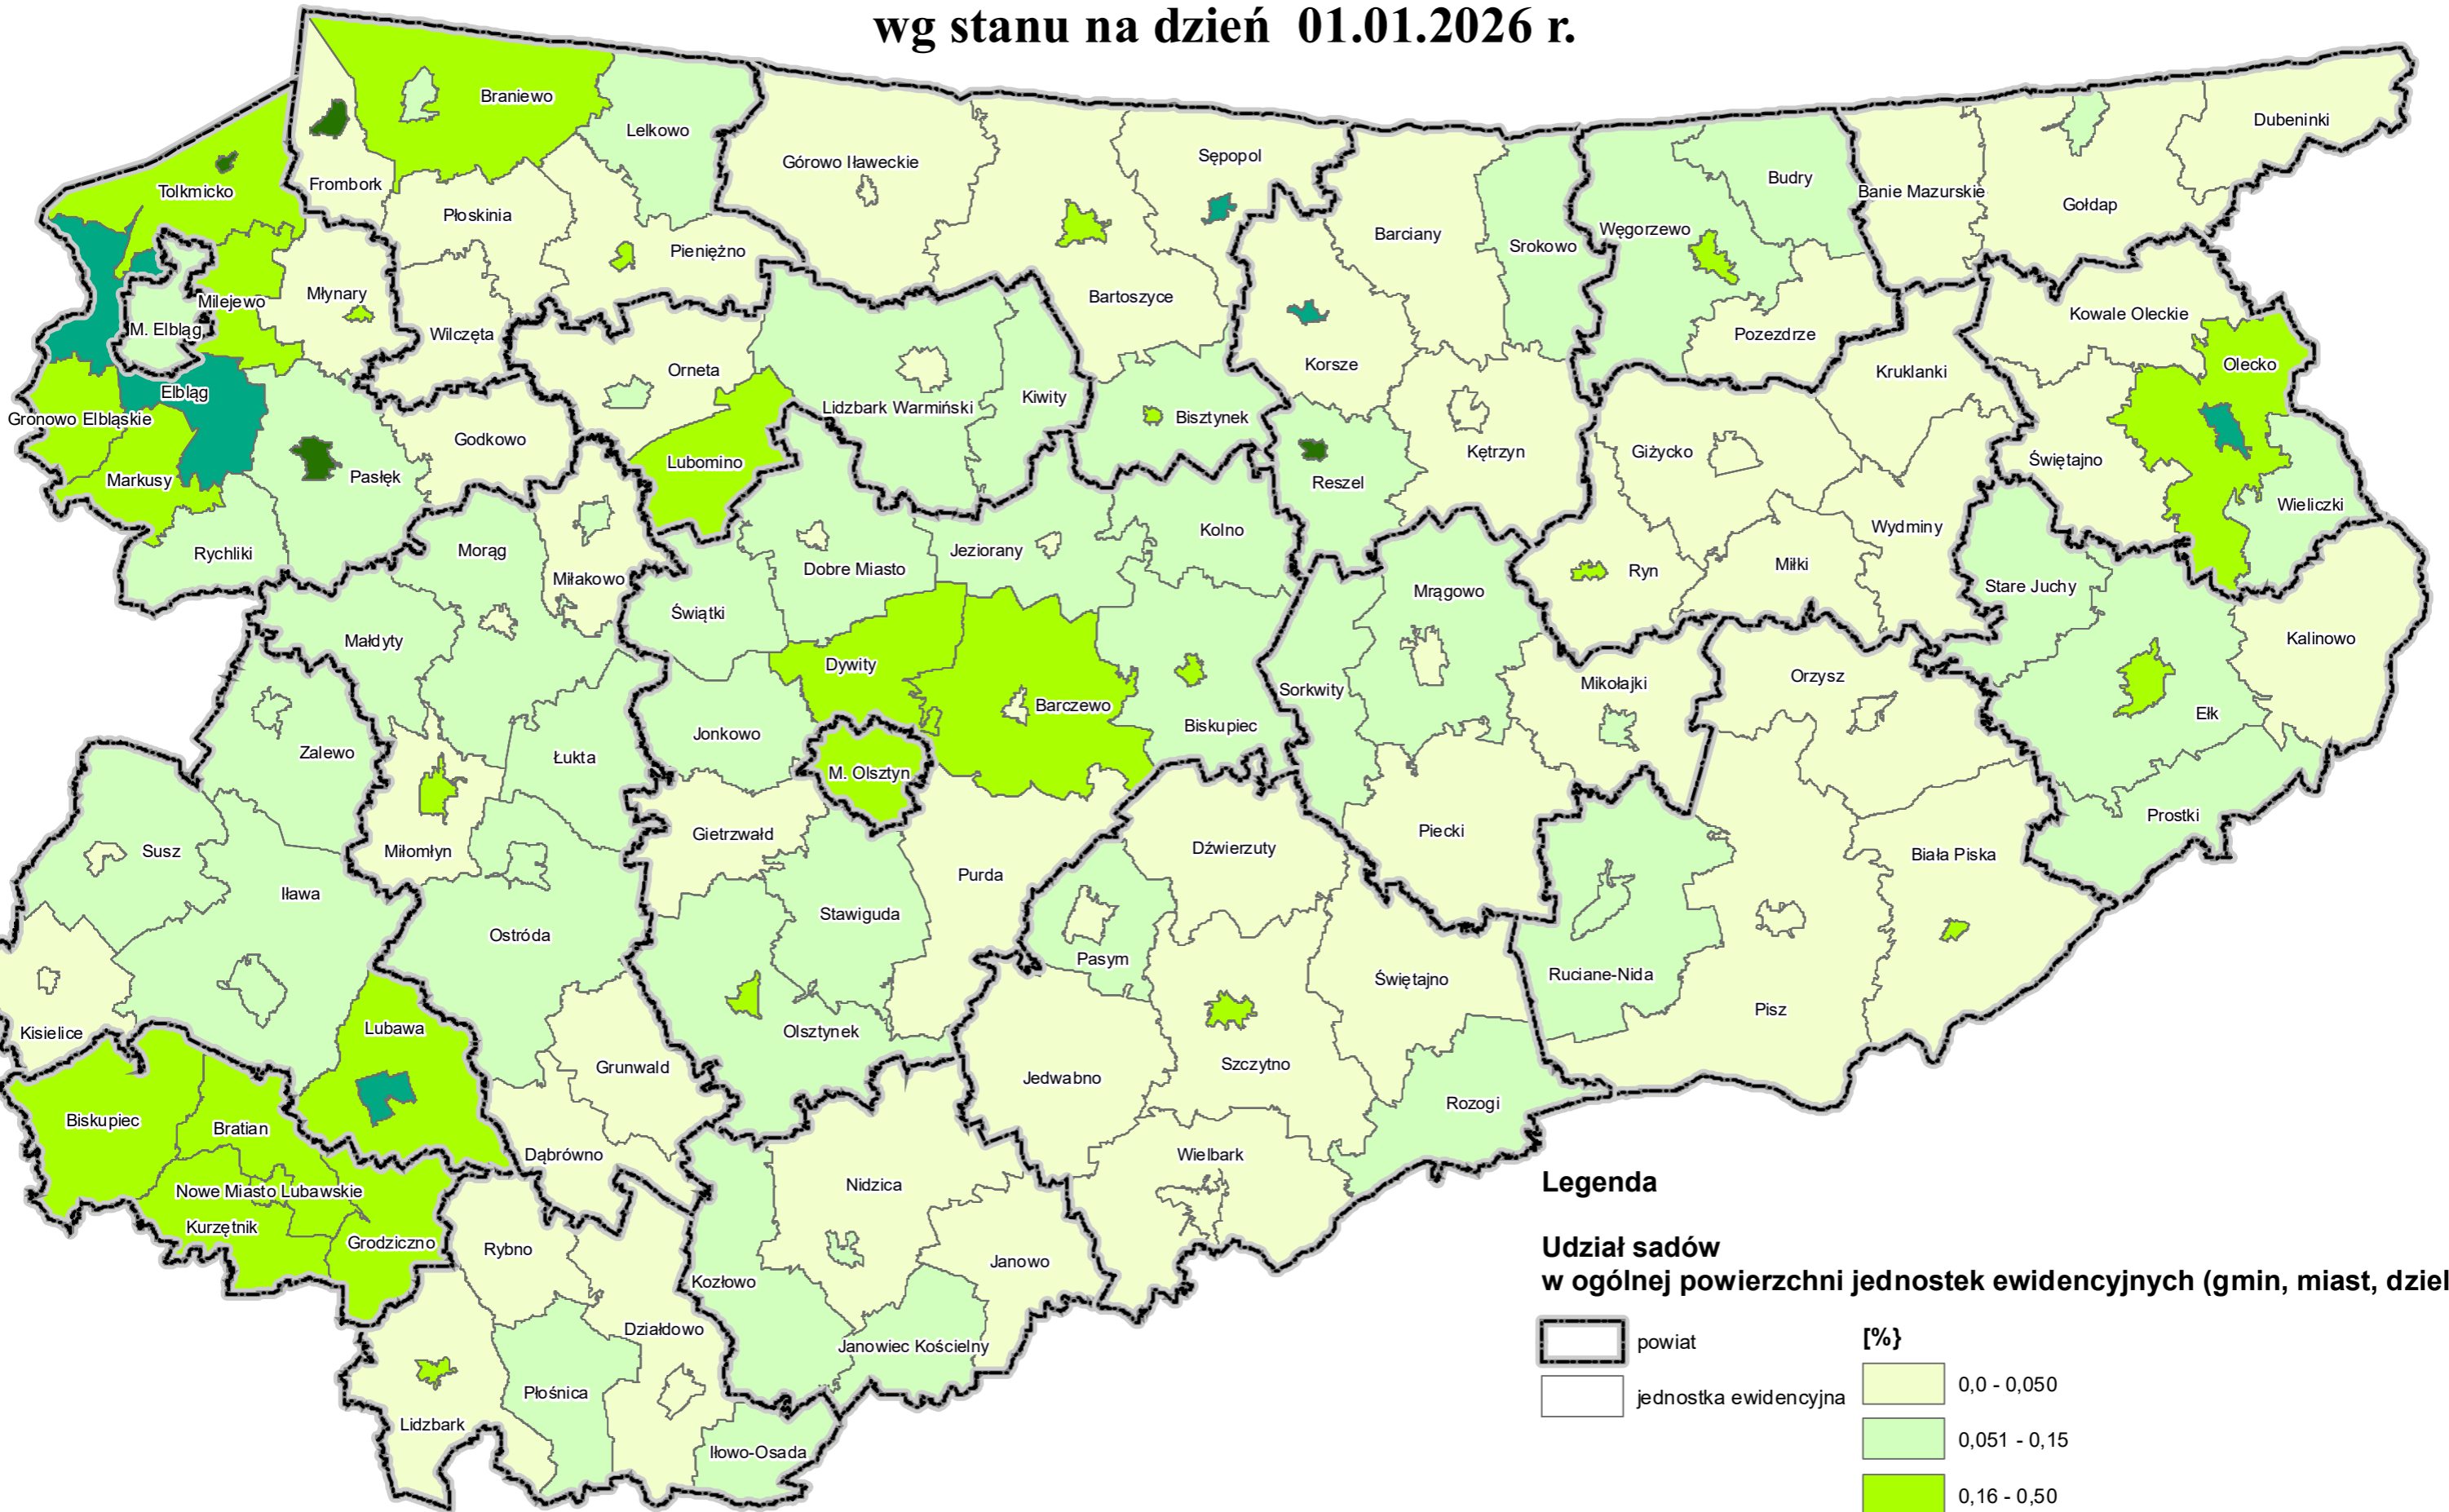 wg stanu na dzień 01.01.2026 r.
Braniewo
Lelkowo
Dubeninki
Górowo Iławeckie
Sępopol
Tolkmicko
Frombork
Budry
Banie Mazurskie
Gołdap
Płoskinia
Pieniężno
Barciany
Srokowo
Węgorzewo
Młynary
Milejewo
M. Elbląg
Wilczęta
Bartoszyce
Pozezdrze
Kowale Oleckie
Orneta
Korsze
Kruklanki
Olecko
Elbląg
Gronowo Elbląskie
Lidzbark Warmiński
Kiwity
Bisztynek
Godkowo
Kętrzyn
Giżycko
Świętajno
Lubomino
Markusy
Pasłęk
Reszel
Wieliczki
Rychliki
Morąg
Jeziorany
Kolno
Wydminy
Miłakowo
Dobre Miasto
Ryn
Miłki
Stare Juchy
Mrągowo
Świątki
Małdyty
Kalinowo
Dywity
Orzysz
Mikołajki
Sorkwity
Barczewo
Biskupiec
Ełk
Jonkowo
Zalewo
Łukta
M. Olsztyn
Prostki
Gietrzwałd
Piecki
Susz
Miłomłyn
Dźwierzuty
Biała Piska
Iława
Purda
Stawiguda
Ostróda
Pasym
Ruciane-Nida
Świętajno
Pisz
Kisielice
Lubawa
Olsztynek
Grunwald
Jedwabno
Szczytno
Rozogi
Biskupiec
Bratian
Dąbrówno
Wielbark
Nowe Miasto Lubawskie
Nidzica
Kurzętnik
Grodziczno
Rybno
Janowo
Kozłowo
Działdowo
Janowiec Kościelny
Płośnica
Lidzbark
Iłowo-Osada
Legenda
Udział sadów
w ogólnej powierzchni jednostek ewidencyjnych (gmin, miast, dziel
powiat
jednostka ewidencyjna
[%}
0,0 - 0,050
0,051 - 0,15
0,16 - 0,50